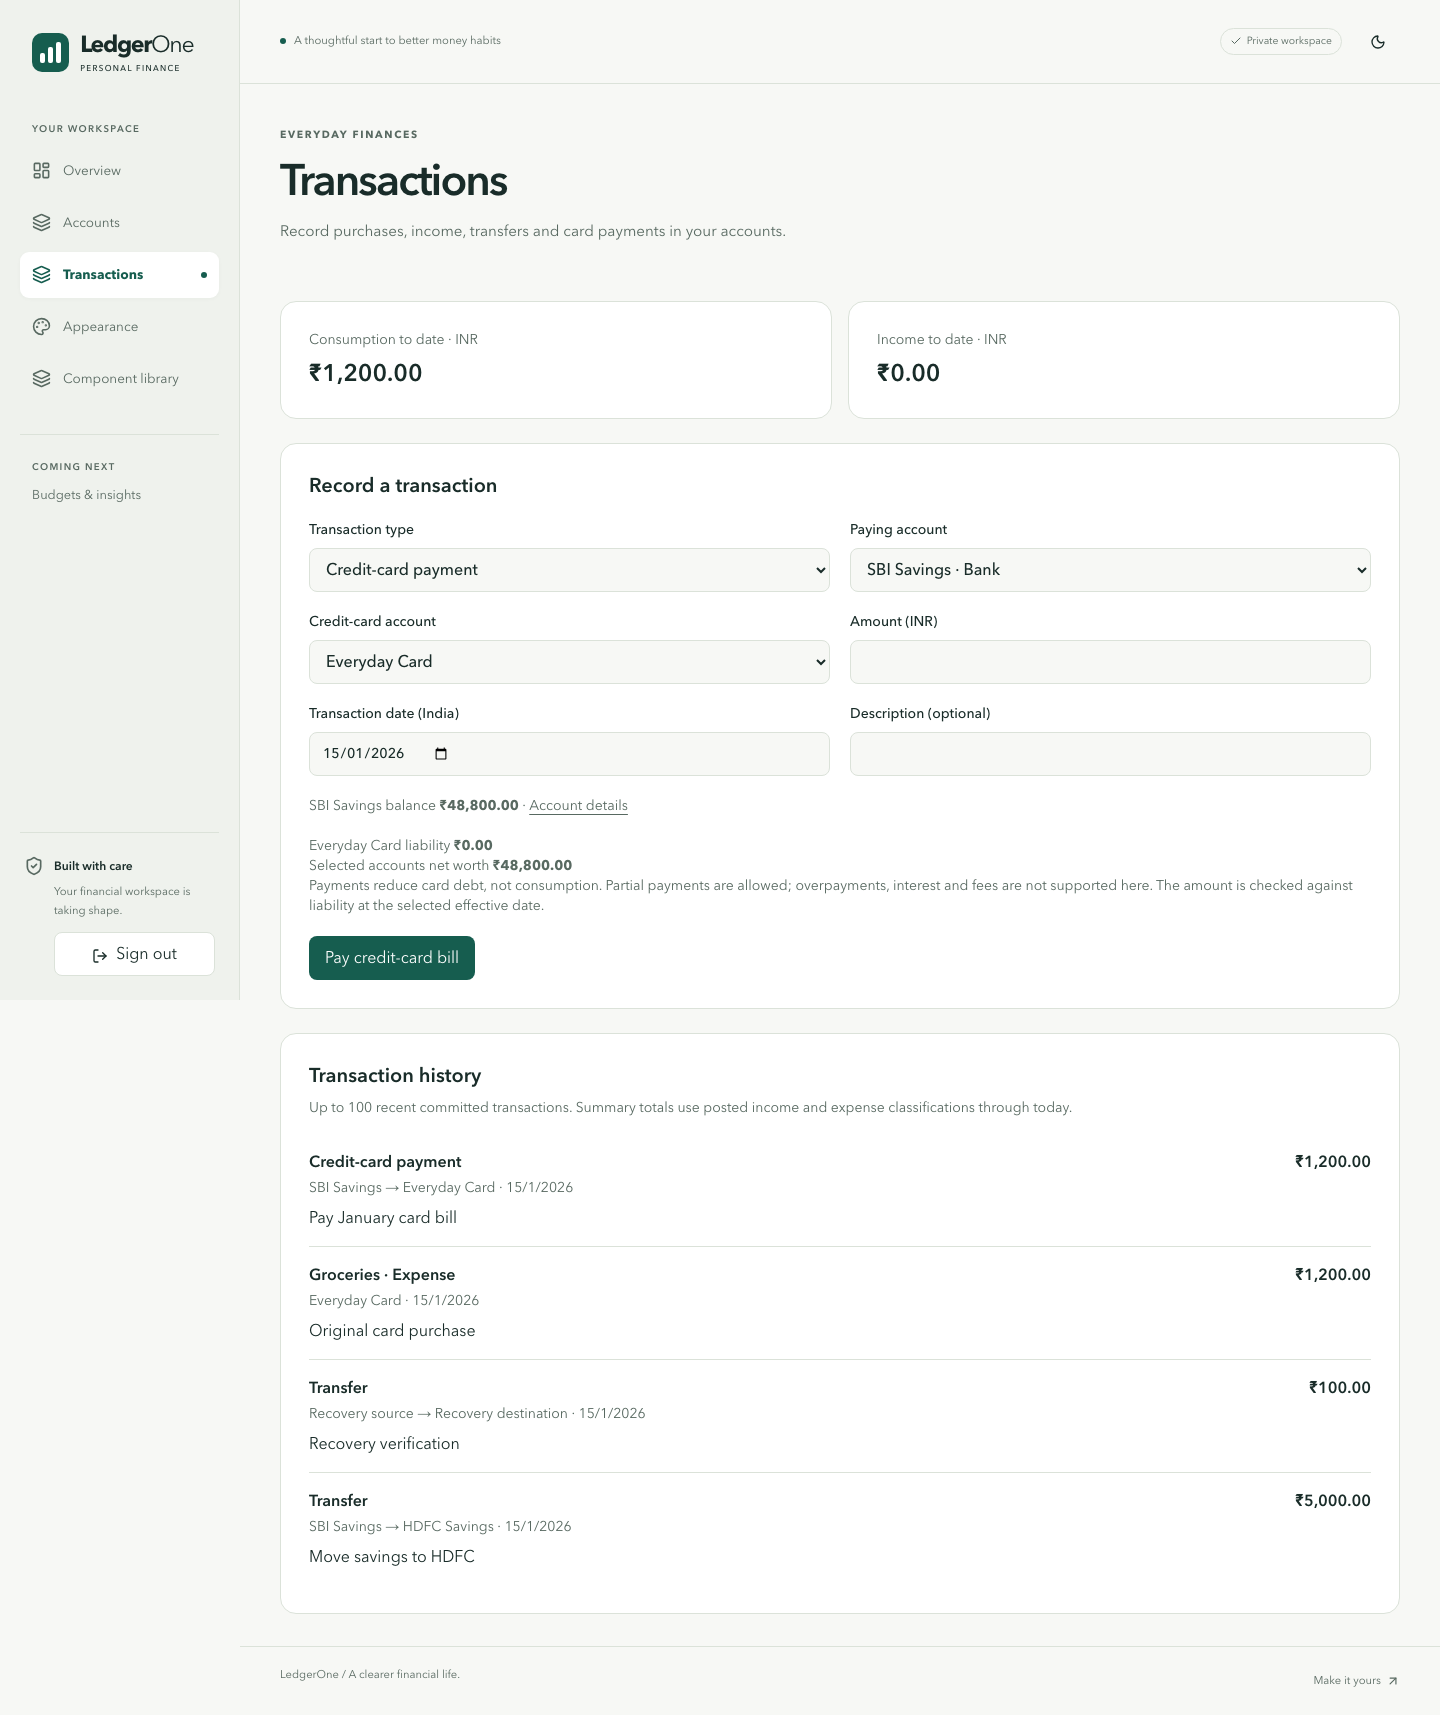 LedgerOne
PERSONAL FINANCE
YOUR WORKSPACE
Overview
Accounts
Transactions
Appearance
Component library
COMING NEXT
Budgets & insights
Built with care
Your financial workspace is
taking shape.
Sign out
A thoughtful start to better money habits
Private workspace
EVERYDAY FINANCES
Transactions
Record purchases, income, transfers and card payments in your accounts.
Consumption to date · INR
₹1,200.00
Income to date · INR
₹0.00
Record a transaction
Transaction type
Credit-card payment
Paying account
SBI Savings · Bank
Credit-card account
Everyday Card
Amount (INR)
Transaction date (India)
15/01/2026
Description (optional)
SBI Savings balance ₹48,800.00 · Account details
Everyday Card liability ₹0.00
Selected accounts net worth ₹48,800.00
Payments reduce card debt, not consumption. Partial payments are allowed; overpayments, interest and fees are not supported here. The amount is checked against
liability at the selected effective date.
Pay credit-card bill
Transaction history
Up to 100 recent committed transactions. Summary totals use posted income and expense classifications through today.
Credit-card payment ₹1,200.00
SBI Savings → Everyday Card · 15/1/2026
Pay January card bill
Groceries · Expense ₹1,200.00
Everyday Card · 15/1/2026
Original card purchase
Transfer ₹100.00
Recovery source → Recovery destination · 15/1/2026
Recovery verification
Transfer ₹5,000.00
SBI Savings → HDFC Savings · 15/1/2026
Move savings to HDFC
LedgerOne / A clearer financial life.
Make it yours